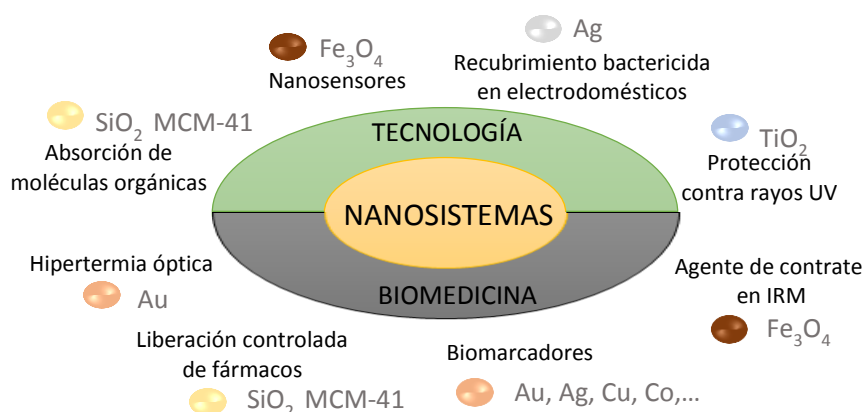 Fe₃O₄
Nanosensores
Ag
Recubrimiento bactericida
en electrodomésticos
SiO₂ MCM-41
Absorción de
moléculas orgánicas
TECNOLOGÍA
TiO₂
Protección
contra rayos UV
NANOSISTEMAS
Hipertermia óptica
Au
BIOMEDICINA
Agente de contrate
en IRM
Fe₃O₄
Liberación controlada
de fármacos
SiO₂ MCM-41
Biomarcadores
Au, Ag, Cu, Co,...